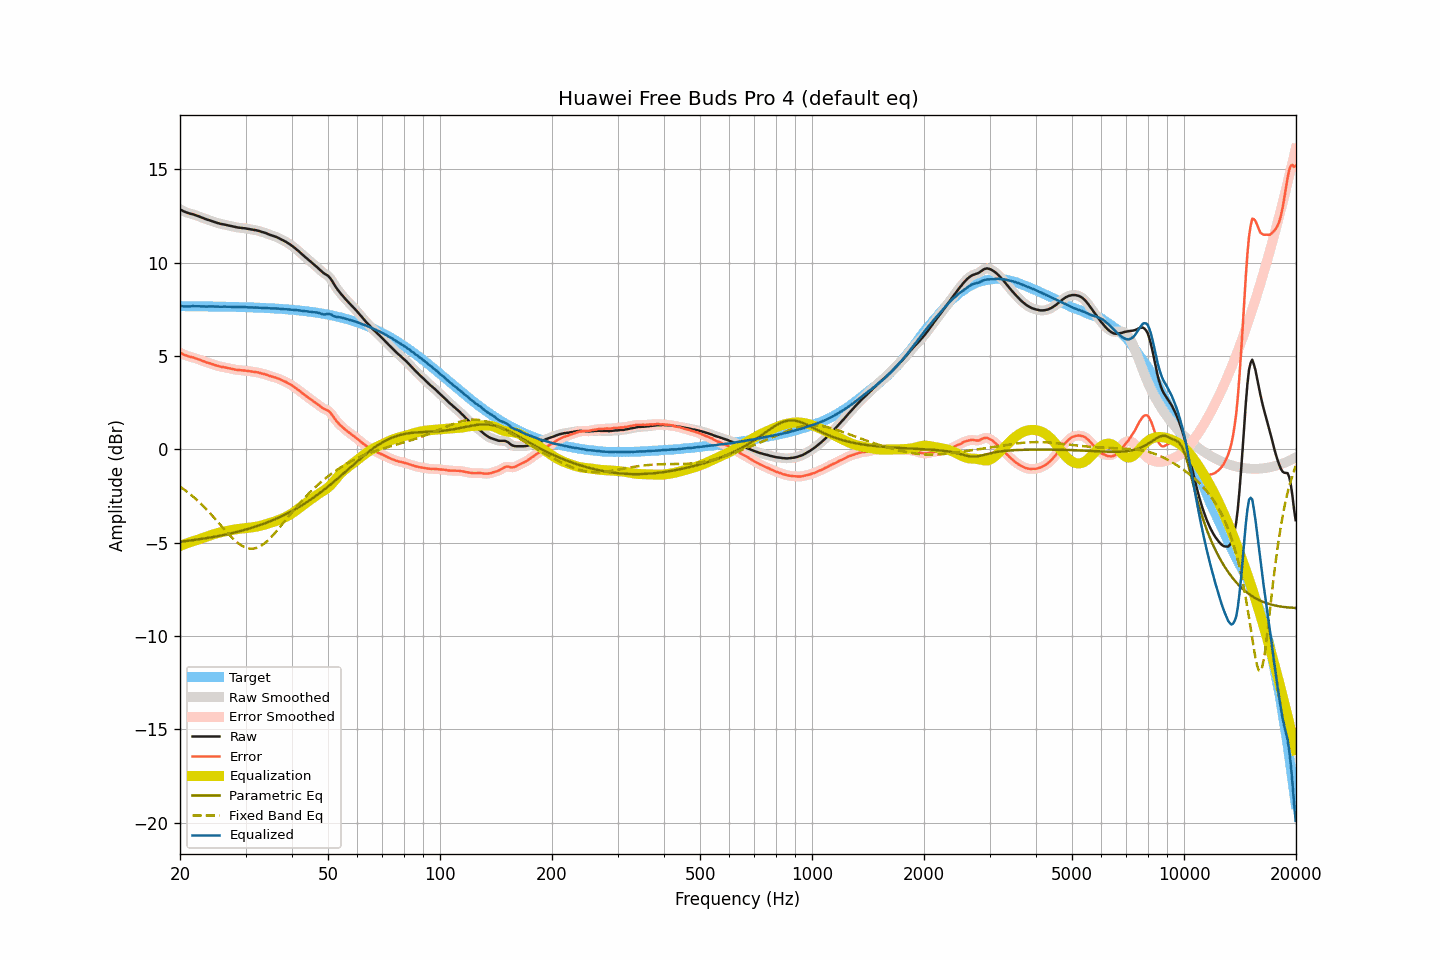 Huawei Free Buds Pro 4 (default eq)
Amplitude (dBr)
15
10
5
0
−5
−10
−15
−20
Target
Raw Smoothed
Error Smoothed
Raw
Error
Equalization
Parametric Eq
Fixed Band Eq
Equalized
20 50 100 200 500 1000 2000 5000 10000 20000
Frequency (Hz)